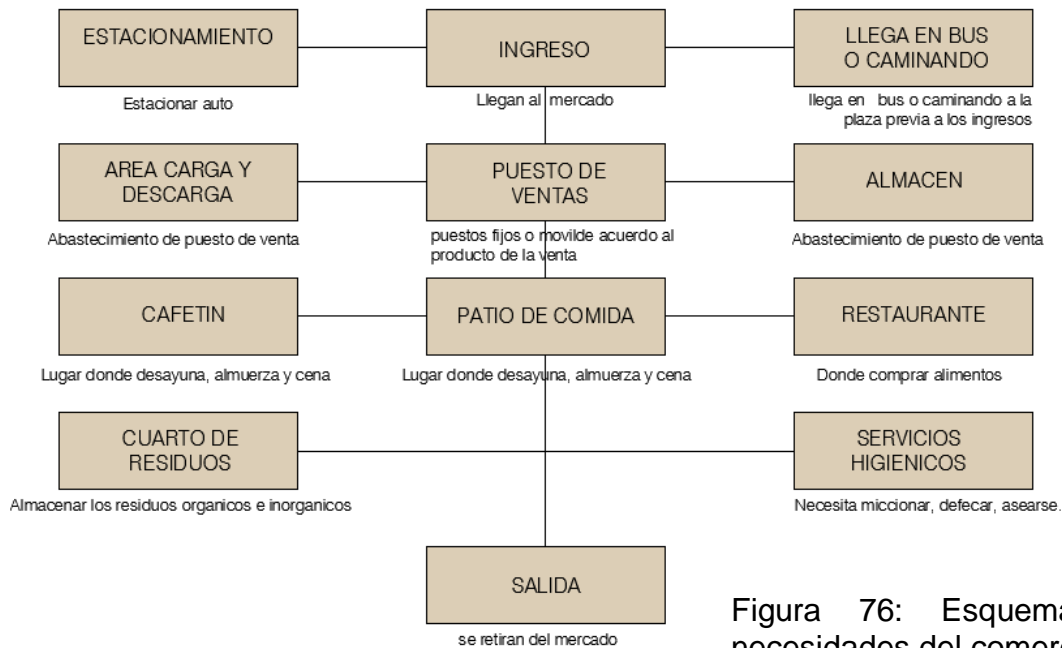 ESTACIONAMIENTO
Estacionar auto
INGRESO
Llegan al mercado
LLEGA EN BUS
O CAMINANDO
llega en bus o caminando a la
plaza previa a los ingresos
AREA CARGA Y
DESCARGA
Abastecimiento de puesto de venta
PUESTO DE
VENTAS
puestos fijos o movilde acuerdo al
producto de la venta
ALMACEN
Abastecimiento de puesto de venta
CAFETIN
Lugar donde desayuna, almuerza y cena
PATIO DE COMIDA
Lugar donde desayuna, almuerza y cena
RESTAURANTE
Donde comprar alimentos
CUARTO DE
RESIDUOS
Almacenar los residuos organicos e inorganicos
SERVICIOS
HIGIENICOS
Necesita miccionar, defecar, asearse.
SALIDA
se retiran del mercado
Figura 76: Esquema
necesidades del comer